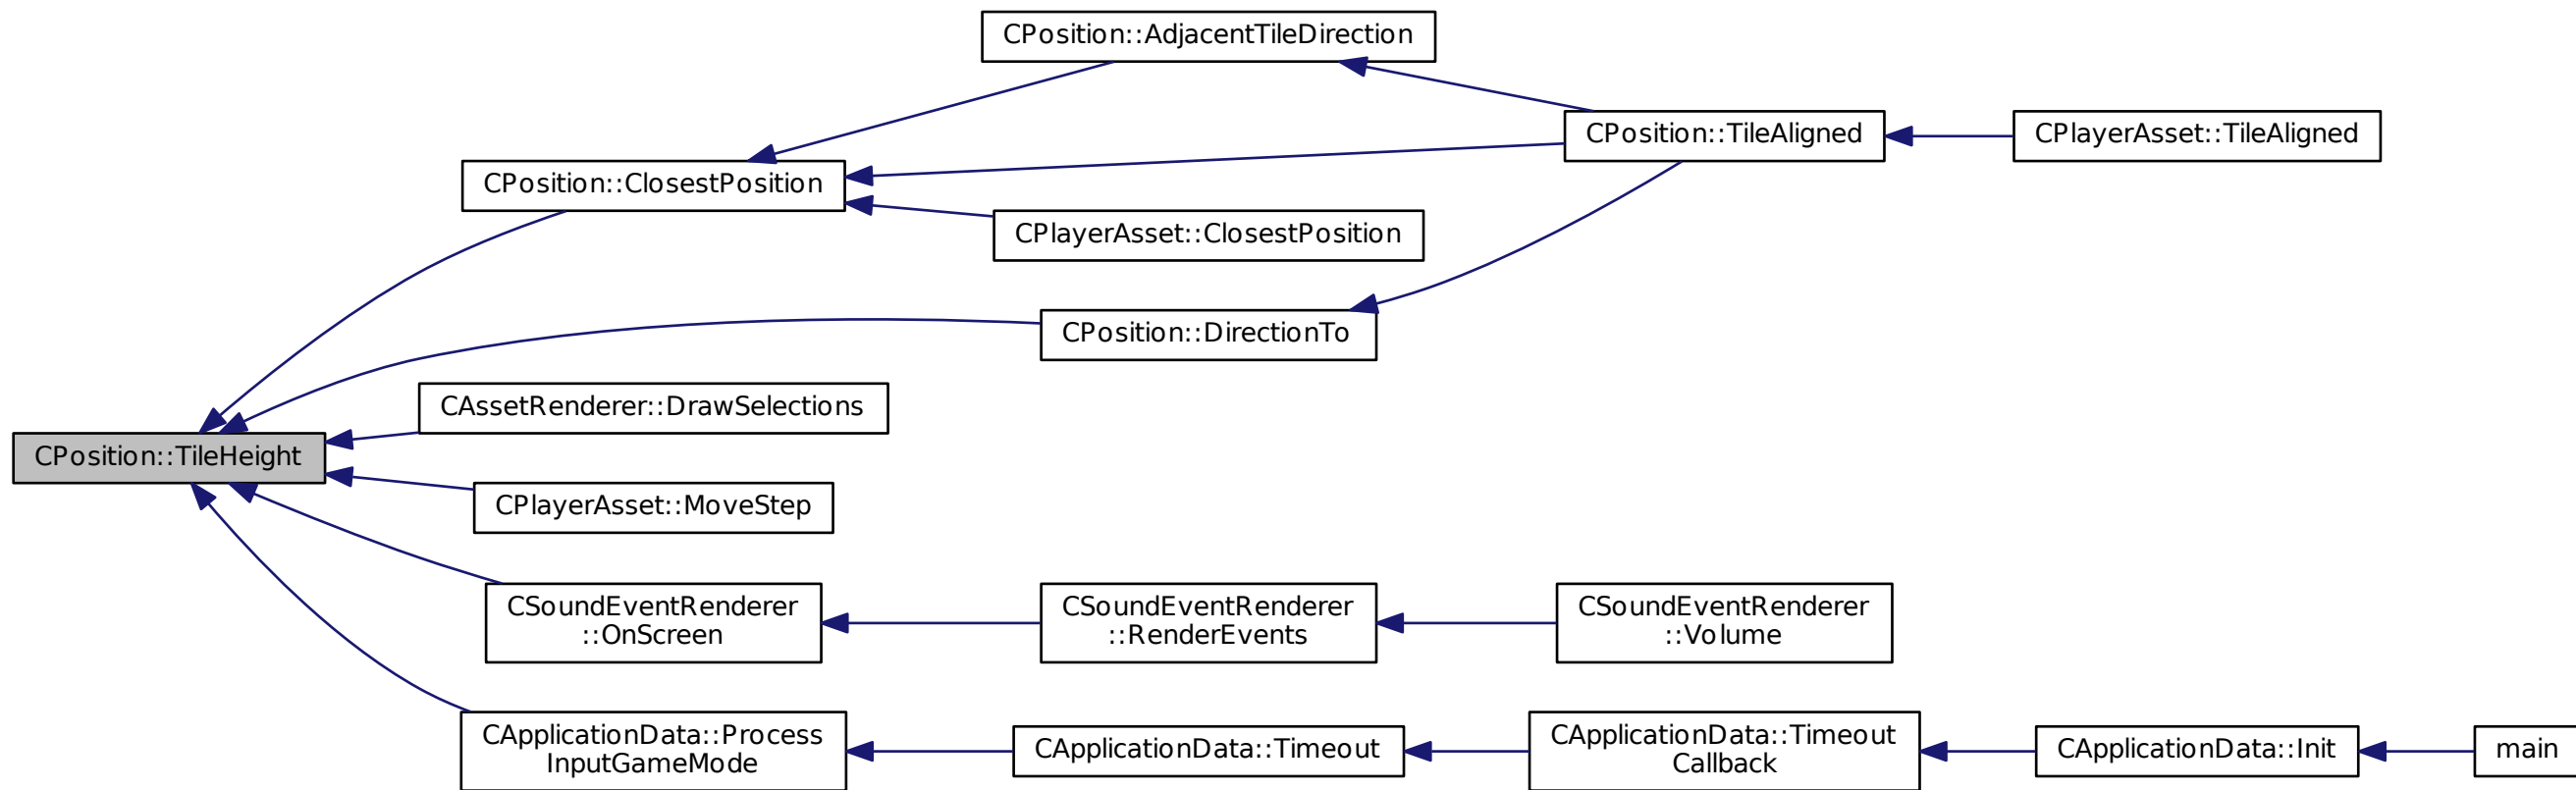 CPosition::AdjacentTileDirection
CPosition::TileAligned
CPlayerAsset::TileAligned
CPosition::ClosestPosition
CPlayerAsset::ClosestPosition
CPosition::DirectionTo
CAssetRenderer::DrawSelections
CPosition::TileHeight
CPlayerAsset::MoveStep
CSoundEventRenderer
::OnScreen
CSoundEventRenderer
::RenderEvents
CSoundEventRenderer
::Volume
CApplicationData::Process
InputGameMode
CApplicationData::Timeout
CApplicationData::Timeout
Callback
CApplicationData::Init
main